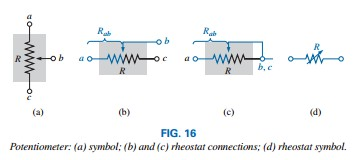 a
R
b
c
(a)
R_ab
b
a
c
R
(b)
R_ab
a
R
b, c
(c)
R
(d)
FIG. 16
Potentiometer: (a) symbol; (b) and (c) rheostat connections; (d) rheostat symbol.